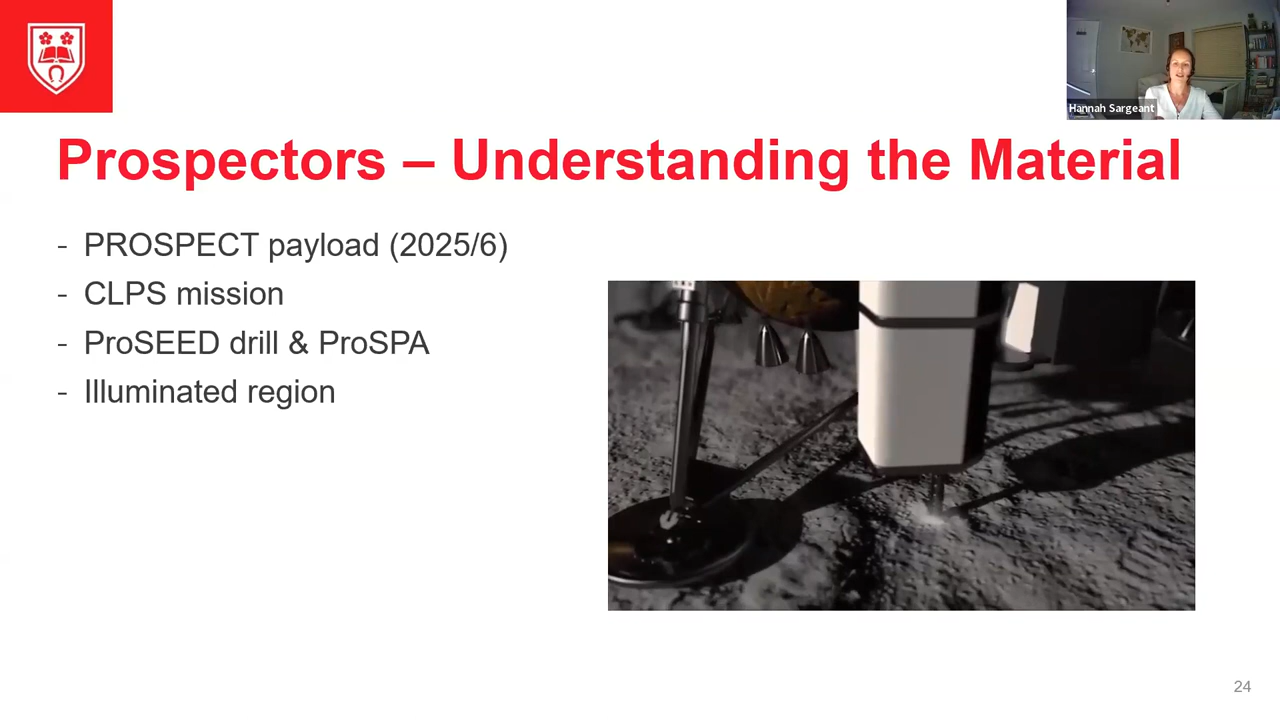 Hannah Sargeant
Prospectors – Understanding the Material
- PROSPECT payload (2025/6)
- CLPS mission
- ProSEED drill & ProSPA
- Illuminated region
24